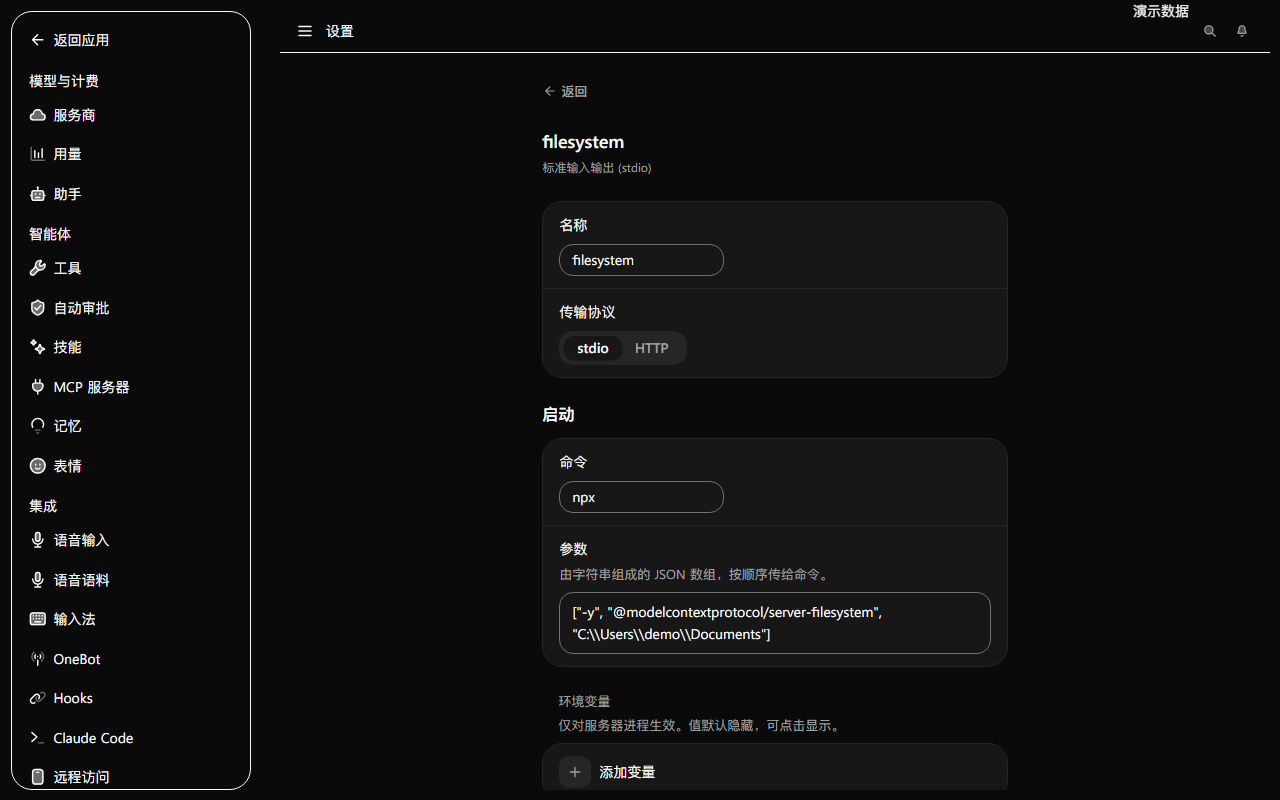 返回应用
模型与计费
服务商
用量
助手
智能体
工具
自动审批
技能
MCP 服务器
记忆
表情
集成
语音输入
语音语料
输入法
OneBot
Hooks
Claude Code
远程访问
设置
演示数据
返回
filesystem
标准输入输出 (stdio)
名称
filesystem
传输协议
stdio HTTP
启动
命令
npx
参数
由字符串组成的 JSON 数组，按顺序传给命令。
["-y", "@modelcontextprotocol/server-filesystem",
"C:\\Users\\demo\\Documents"]
环境变量
仅对服务器进程生效。值默认隐藏，可点击显示。
添加变量